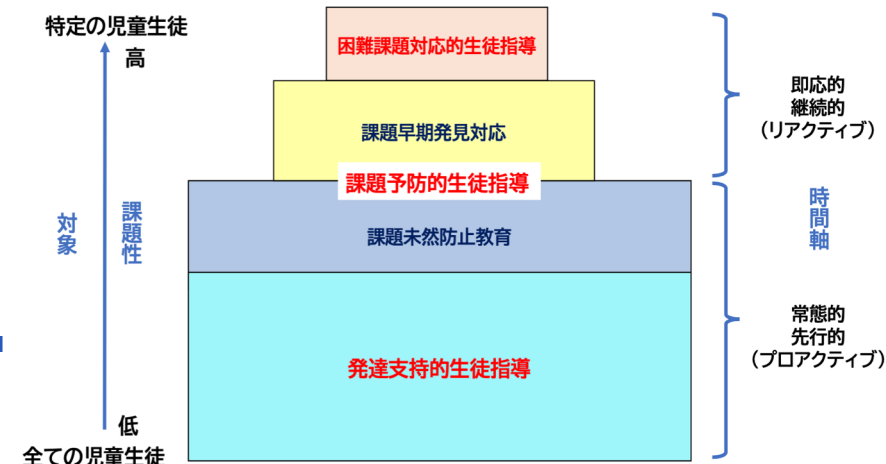 特定の児童生徒
高
困難課題対応的生徒指導
即応的
継続的
（リアクティブ）
課題早期発見対応
課題予防的生徒指導
対象
課題性
課題未然防止教育
時間軸
常態的
先行的
（プロアクティブ）
発達支持的生徒指導
低
全ての児童生徒